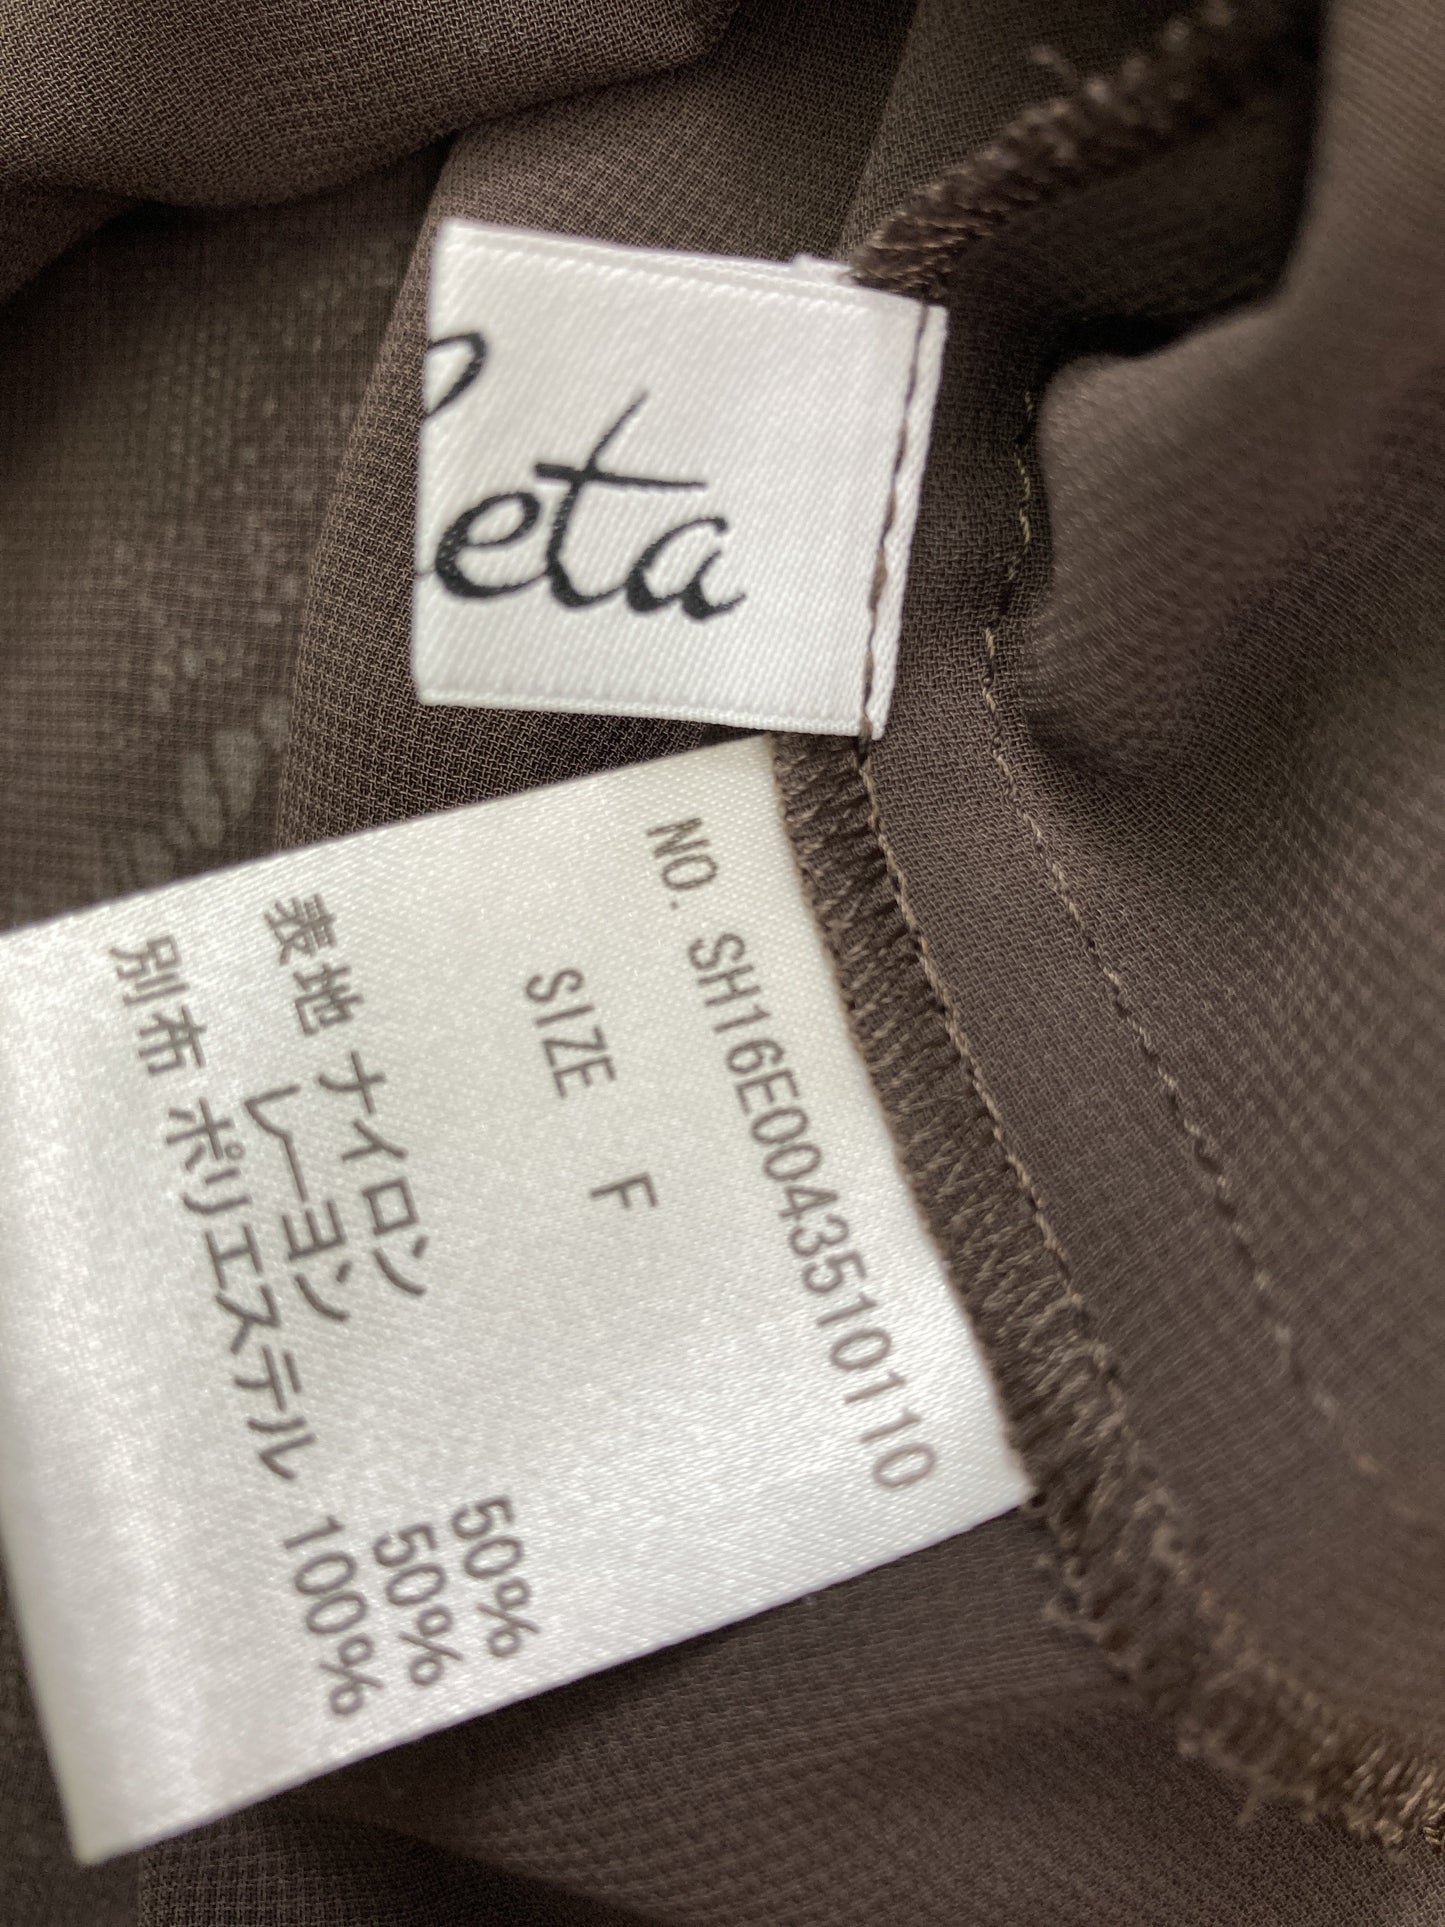 eta
NO. SH16E0043510110
SIZE F
表地 ナイロン 50%
レーヨン 50%
別布 ポリエステル 100%